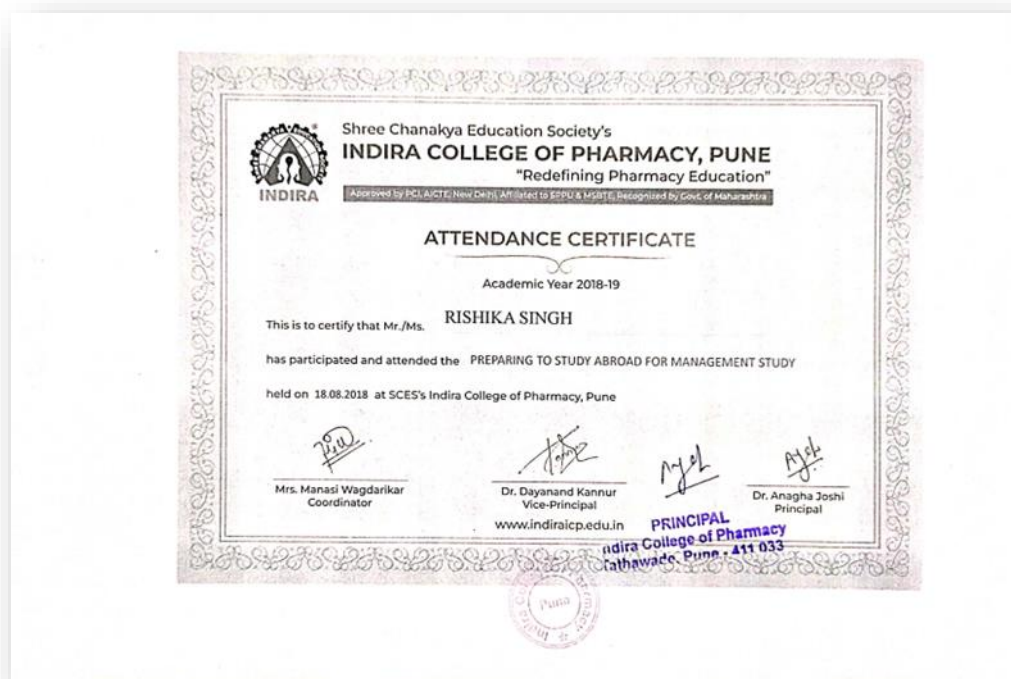 Shree Chanakya Education Society's
INDIRA COLLEGE OF PHARMACY, PUNE
"Redefining Pharmacy Education"
INDIRA
Approved by PCI, AICTE, New Delhi, Affiliated to SPPU & MSBTE, Recognized by Govt. of Maharashtra
ATTENDANCE CERTIFICATE
Academic Year 2018-19
This is to certify that Mr./Ms. RISHIKA SINGH
has participated and attended the PREPARING TO STUDY ABROAD FOR MANAGEMENT STUDY
held on 18.08.2018 at SCES's Indira College of Pharmacy, Pune
Mrs. Manasi Wagdarikar
Coordinator
Dr. Dayanand Kannur
Vice-Principal
www.indiraicp.edu.in
Dr. Anagha Joshi
Principal
PRINCIPAL
ndira College of Pharmacy
Tathawade, Pune - 411 033